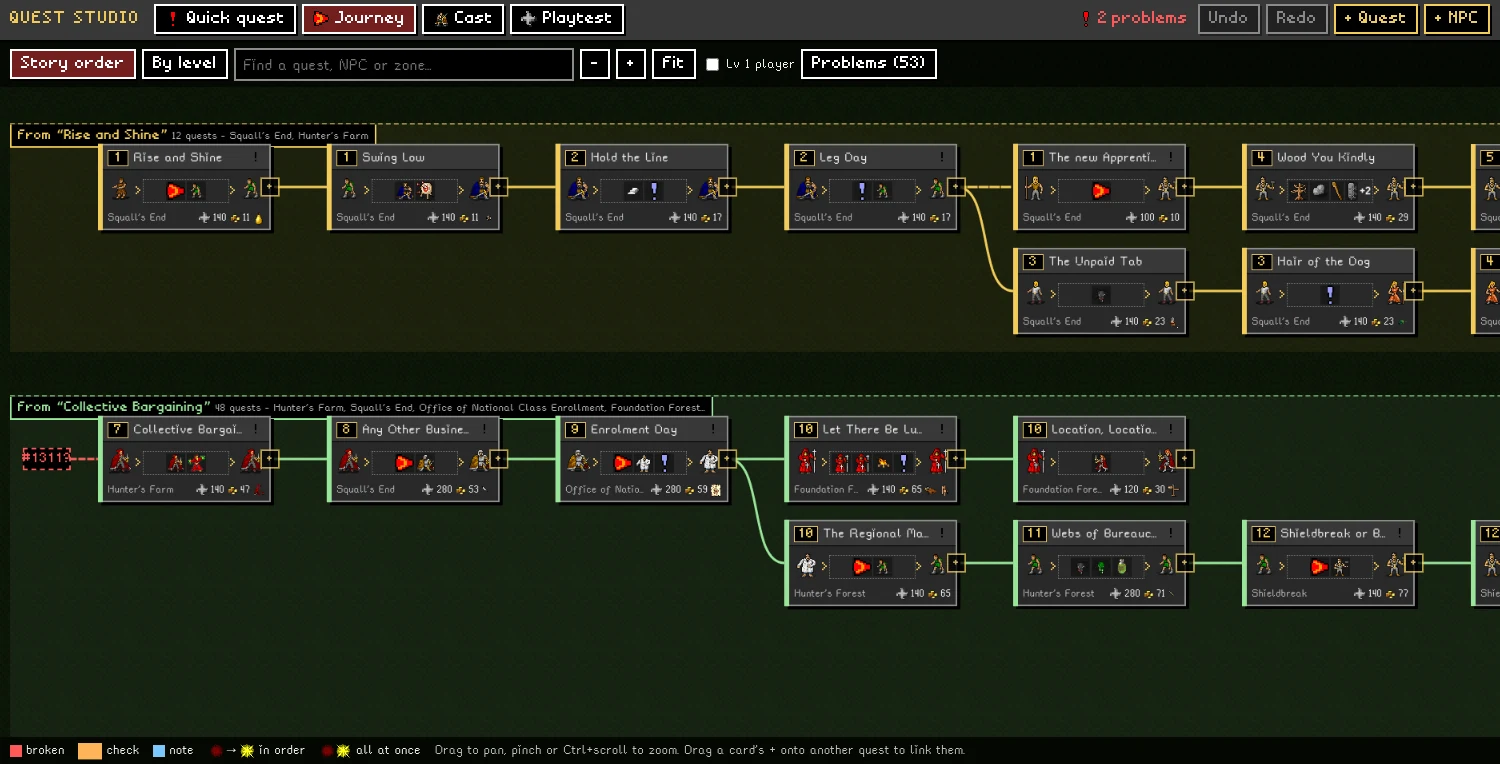 QUEST STUDIO
Quick quest
Journey
Cast
Playtest
2 problems
Undo
Redo
+ Quest
+ NPC
Story order
By level
Find a quest, NPC or zone…
-
+
Fit
Lv 1 player
Problems (53)
From "Rise and Shine" 12 quests - Squall's End, Hunter's Farm
1 Rise and Shine !
Squall's End 140 11
1 Swing Low
Squall's End 140 11
2 Hold the Line
Squall's End 140 17
2 Leg Day !
Squall's End 140 17
1 The new Apprenti… !
Squall's End 100 10
4 Wood You Kindly
+2
Squall's End 140 29
5
Squa
3 The Unpaid Tab
Squall's End 140 23
3 Hair of the Dog
Squall's End 140 23
4
Squa
From "Collective Bargaining" 48 quests - Hunter's Farm, Squall's End, Office of National Class Enrollment, Foundation Forest…
#13113
7 Collective Bargai… !
Hunter's Farm 140 47
8 Any Other Busine… !
Squall's End 280 53
9 Enrolment Day !
Office of Natio… 280 59
10 Let There Be Lu… !
Foundation F… 140 65
10 Location, Locatio… !
Foundation Fore… 120 30
10 The Regional Ma… !
Hunter's Forest 140 65
11 Webs of Bureauc… !
Hunter's Forest 280 71
12 Shieldbreak or B… !
Shieldbreak 140 77
12
Shie
broken
check
note
→ in order
all at once
Drag to pan, pinch or Ctrl+scroll to zoom. Drag a card's + onto another quest to link them.